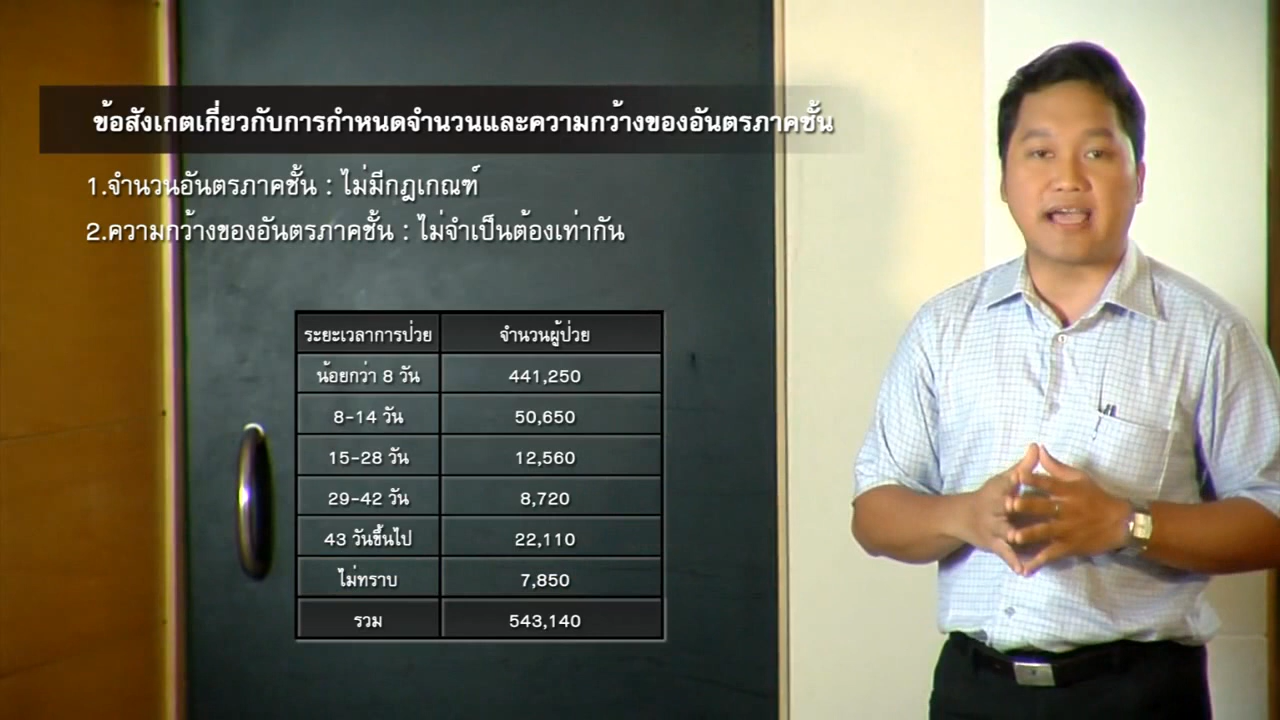 ข้อสังเกตเกี่ยวกับการกำหนดจำนวนและความกว้างของอันตรภาคชั้น
1.จำนวนอันตรภาคชั้น : ไม่มีกฎเกณฑ์
2.ความกว้างของอันตรภาคชั้น : ไม่จำเป็นต้องเท่ากัน
ระยะเวลาการป่วย จำนวนผู้ป่วย
น้อยกว่า 8 วัน 441,250
8-14 วัน 50,650
15-28 วัน 12,560
29-42 วัน 8,720
43 วันขึ้นไป 22,110
ไม่ทราบ 7,850
รวม 543,140